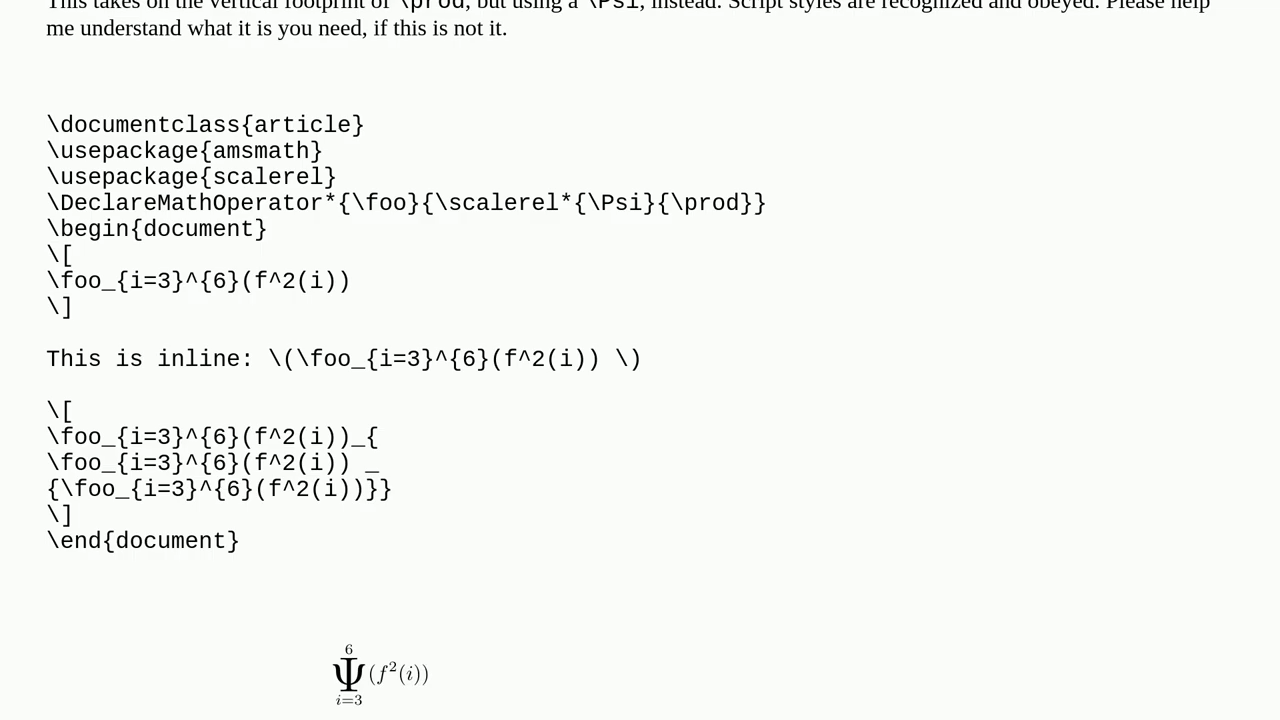 This takes on the vertical footprint of \prod, but using a \Psi, instead. Script styles are recognized and obeyed. Please help
me understand what it is you need, if this is not it.
\documentclass{article}
\usepackage{amsmath}
\usepackage{scalerel}
\DeclareMathOperator*{\foo}{\scalerel*{\Psi}{\prod}}
\begin{document}
\[
\foo_{i=3}^{6}(f^2(i))
\]
This is inline: \(\foo_{i=3}^{6}(f^2(i)) \)
\[
\foo_{i=3}^{6}(f^2(i))_{
\foo_{i=3}^{6}(f^2(i)) _
{\foo_{i=3}^{6}(f^2(i))}}
\]
\end{document}
6
Ψ(f²(i))
i=3